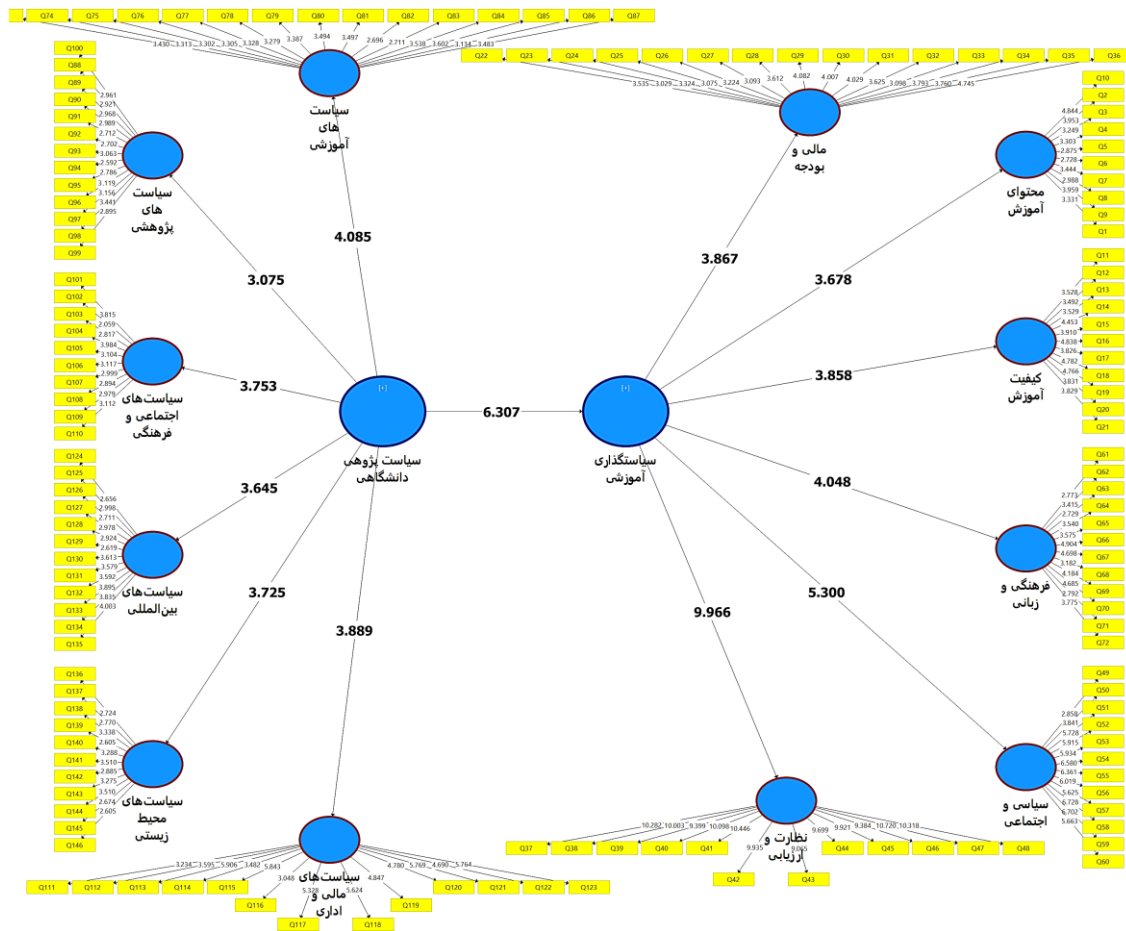 Q74 Q75 Q76 Q77 Q78 Q79 Q80 Q81 Q82 Q83 Q84 Q85 Q86 Q87
3.430 3.313 3.302 3.305 3.328 3.279 3.387 3.494 3.497 2.696 2.711 3.538 3.602 3.134 3.483
سیاست
های
آموزشی
Q22 Q23 Q24 Q25 Q26 Q27 Q28 Q29 Q30 Q31 Q32 Q33 Q34 Q35 Q36
3.535 3.029 3.324 3.075 3.224 3.093 3.612 4.082 4.007 4.029 3.625 3.098 3.793 3.760 4.745
مالی و
بودجه
Q100
Q88
Q89
Q90
Q91
Q92
Q93
Q94
Q95
Q96
Q97
Q98
Q99
2.961
2.921
2.968
2.989
2.712
2.702
3.063
2.592
2.786
3.119
3.156
3.441
2.895
سیاست
های
پژوهشی
Q10
Q2
Q3
Q4
Q5
Q6
Q7
Q8
Q9
Q1
4.844
3.953
3.249
3.303
2.875
2.728
3.444
2.988
3.959
3.331
محتوای
آموزش
4.085
3.075
3.753
3.645
3.725
3.889
6.307
3.867
3.678
3.858
4.048
5.300
9.966
Q101
Q102
Q103
Q104
Q105
Q106
Q107
Q108
Q109
Q110
3.815
2.059
2.817
3.984
3.104
3.117
2.999
2.894
2.979
3.112
سیاست‌های
اجتماعی و
فرهنگی
[+]
سیاست پژوهی
دانشگاهی
[+]
سیاستگذاری
آموزشی
Q11
Q12
Q13
Q14
Q15
Q16
Q17
Q18
Q19
Q20
Q21
3.528
3.492
3.529
4.453
3.910
4.838
3.826
4.782
4.766
3.831
3.829
کیفیت
آموزش
Q124
Q125
Q126
Q127
Q128
Q129
Q130
Q131
Q132
Q133
Q134
Q135
2.656
2.998
2.711
2.978
2.924
2.619
3.613
3.579
3.592
3.895
3.835
4.003
سیاست‌های
بین‌المللی
Q61
Q62
Q63
Q64
Q65
Q66
Q67
Q68
Q69
Q70
Q71
Q72
2.773
3.415
2.729
3.540
3.575
4.904
4.698
3.182
4.184
4.685
2.792
3.775
فرهنگی و
زبانی
Q136
Q137
Q138
Q139
Q140
Q141
Q142
Q143
Q144
Q145
Q146
2.724
2.770
3.338
2.605
3.288
3.510
2.885
3.275
3.510
2.674
2.605
سیاست‌های
محیط
زیستی
Q49
Q50
Q51
Q52
Q53
Q54
Q55
Q56
Q57
Q58
Q59
Q60
2.858
3.841
5.728
5.915
5.934
6.580
6.361
6.019
5.625
6.728
6.702
5.663
سیاسی و
اجتماعی
3.234 3.595 5.906 3.482 5.843 3.048 5.328 5.624 4.847 4.780 5.769 4.690 5.764
Q111 Q112 Q113 Q114 Q115 Q116 Q117 Q118 Q119 Q120 Q121 Q122 Q123
سیاست‌های
مالی و
اداری
10.282 10.003 9.399 10.098 10.446 9.935 9.699 9.921 9.384 10.720 10.318
Q37 Q38 Q39 Q40 Q41 Q42 Q43 Q44 Q45 Q46 Q47 Q48
نظارت و
ارزیابی